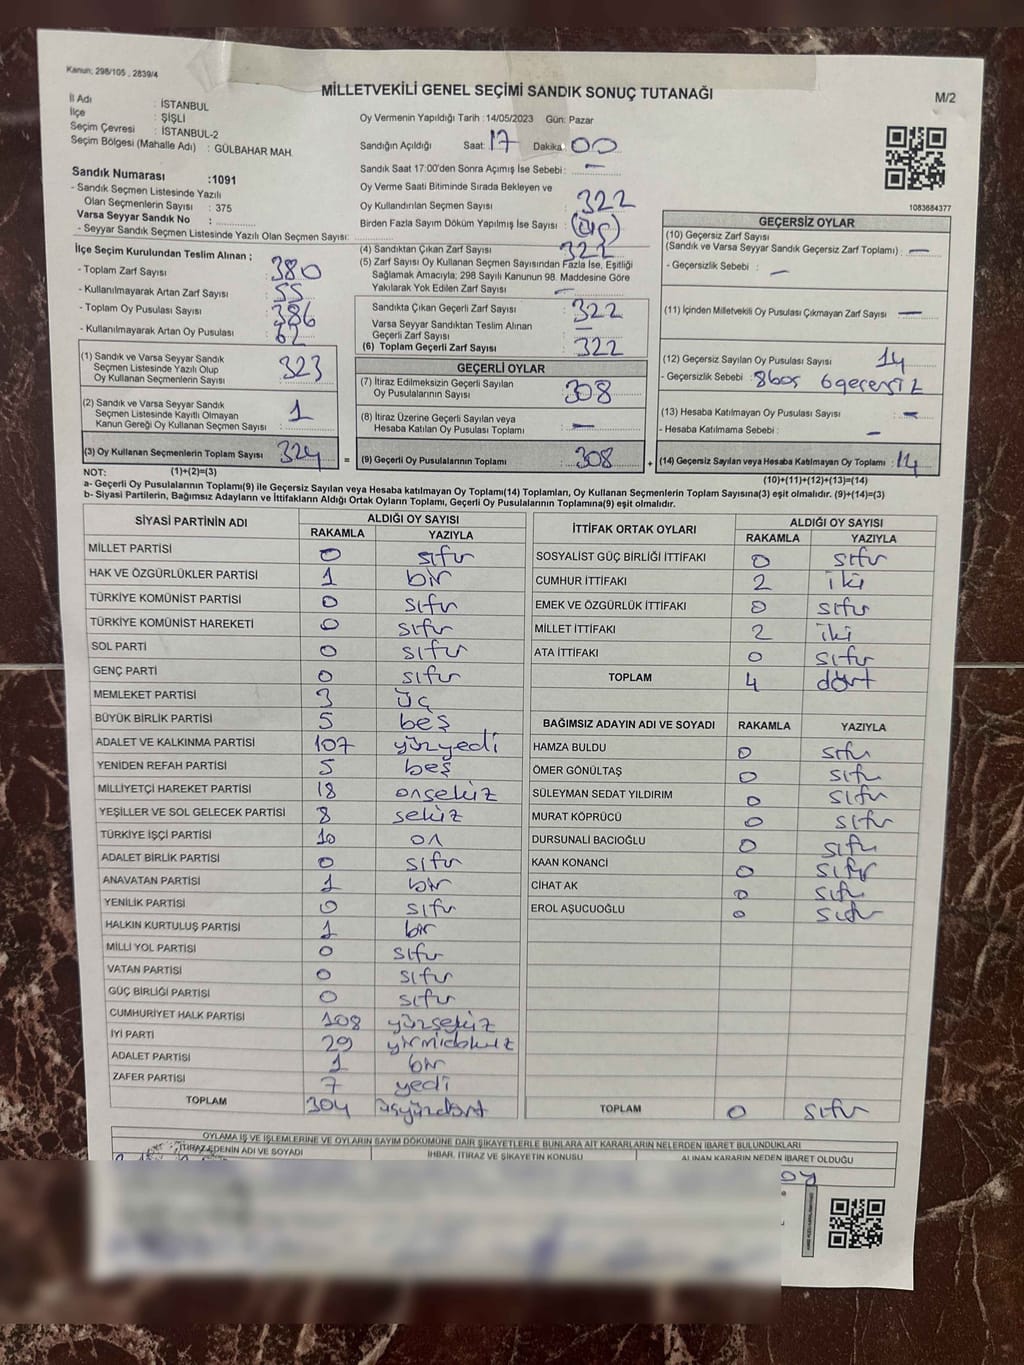 Kanun; 298/105 , 2839/4
MİLLETVEKİLİ GENEL SEÇİMİ SANDIK SONUÇ TUTANAĞI
M/2
İl Adı : İSTANBUL
İlçe : ŞİŞLİ
Seçim Çevresi : İSTANBUL-2
Seçim Bölgesi (Mahalle Adı) : GÜLBAHAR MAH.
Sandık Numarası :1091
- Sandık Seçmen Listesinde Yazılı
Olan Seçmenlerin Sayısı : 375
Varsa Seyyar Sandık No :
- Seyyar Sandık Seçmen Listesinde Yazılı Olan Seçmen Sayısı:
İlçe Seçim Kurulundan Teslim Alınan ;
- Toplam Zarf Sayısı : 380
- Kullanılmayarak Artan Zarf Sayısı : 55
- Toplam Oy Pusulası Sayısı : 386
- Kullanılmayarak Artan Oy Pusulası : 62
(1) Sandık ve Varsa Seyyar Sandık
Seçmen Listesinde Yazılı Olup
Oy Kullanan Seçmenlerin Sayısı : 323
(2) Sandık ve Varsa Seyyar Sandık
Seçmen Listesinde Kayıtlı Olmayan
Kanun Gereği Oy Kullanan Seçmen Sayısı : 1
(3) Oy Kullanan Seçmenlerin Toplam Sayısı : 324
Oy Vermenin Yapıldığı Tarih : 14/05/2023 Gün: Pazar
Sandığın Açıldığı Saat: 17 Dakika: 00
Sandık Saat 17:00'den Sonra Açımış İse Sebebi : —
Oy Verme Saati Bitiminde Sırada Bekleyen ve
Oy Kullandırılan Seçmen Sayısı : 322
Birden Fazla Sayım Döküm Yapılmış İse Sayısı : (üç)
(4) Sandıktan Çıkan Zarf Sayısı : 322
(5) Zarf Sayısı Oy Kullanan Seçmen Sayısından Fazla İse, Eşitliği
Sağlamak Amacıyla; 298 Sayılı Kanunun 98. Maddesine Göre
Yakılarak Yok Edilen Zarf Sayısı : —
Sandıkta Çıkan Geçerli Zarf Sayısı : 322
Varsa Seyyar Sandıktan Teslim Alınan
Geçerli Zarf Sayısı : —
(6) Toplam Geçerli Zarf Sayısı : 322
GEÇERLİ OYLAR
(7) İtiraz Edilmeksizin Geçerli Sayılan
Oy Pusulalarının Sayısı : 308
(8) İtiraz Üzerine Geçerli Sayılan veya
Hesaba Katılan Oy Pusulası Toplamı : —
= (9) Geçerli Oy Pusulalarının Toplamı : 308
1083684377
GEÇERSİZ OYLAR
(10) Geçersiz Zarf Sayısı
(Sandık ve Varsa Seyyar Sandık Geçersiz Zarf Toplamı) : —
- Geçersizlik Sebebi : —
(11) İçinden Milletvekili Oy Pusulası Çıkmayan Zarf Sayısı : —
(12) Geçersiz Sayılan Oy Pusulası Sayısı : 14
- Geçersizlik Sebebi : 8boş 6geçersiz
(13) Hesaba Katılmayan Oy Pusulası Sayısı : —
- Hesaba Katılmama Sebebi : —
+ (14) Geçersiz Sayılan veya Hesaba Katılmayan Oy Toplamı : 14
NOT: (1)+(2)=(3)
(10)+(11)+(12)+(13)=(14)
a- Geçerli Oy Pusulalarının Toplamı(9) ile Geçersiz Sayılan veya Hesaba katılmayan Oy Toplamı(14) Toplamları, Oy Kullanan Seçmenlerin Toplam Sayısına(3) eşit olmalıdır. (9)+(14)=(3)
b- Siyasi Partilerin, Bağımsız Adayların ve İttifakların Aldığı Ortak Oyların Toplamı, Geçerli Oy Pusulalarının Toplamına(9) eşit olmalıdır.
SİYASİ PARTİNİN ADI ALDIĞI OY SAYISI
RAKAMLA YAZIYLA
MİLLET PARTİSİ 0 sıfır
HAK VE ÖZGÜRLÜKLER PARTİSİ 1 bir
TÜRKİYE KOMÜNİST PARTİSİ 0 sıfır
TÜRKİYE KOMÜNİST HAREKETİ 0 sıfır
SOL PARTİ 0 sıfır
GENÇ PARTİ 0 sıfır
MEMLEKET PARTİSİ 3 üç
BÜYÜK BİRLİK PARTİSİ 5 beş
ADALET VE KALKINMA PARTİSİ 107 yüzyedi
YENİDEN REFAH PARTİSİ 5 beş
MİLLİYETÇİ HAREKET PARTİSİ 18 onsekiz
YEŞİLLER VE SOL GELECEK PARTİSİ 8 sekiz
TÜRKİYE İŞÇİ PARTİSİ 10 on
ADALET BİRLİK PARTİSİ 0 sıfır
ANAVATAN PARTİSİ 1 bir
YENİLİK PARTİSİ 0 sıfır
HALKIN KURTULUŞ PARTİSİ 1 bir
MİLLİ YOL PARTİSİ 0 sıfır
VATAN PARTİSİ 0 sıfır
GÜÇ BİRLİĞİ PARTİSİ 0 sıfır
CUMHURİYET HALK PARTİSİ 108 yüzsekiz
İYİ PARTİ 29 yirmidokuz
ADALET PARTİSİ 1 bir
ZAFER PARTİSİ 7 yedi
TOPLAM 304 üçyüzdört
İTTİFAK ORTAK OYLARI ALDIĞI OY SAYISI
RAKAMLA YAZIYLA
SOSYALİST GÜÇ BİRLİĞİ İTTİFAKI 0 sıfır
CUMHUR İTTİFAKI 2 iki
EMEK VE ÖZGÜRLÜK İTTİFAKI 0 sıfır
MİLLET İTTİFAKI 2 iki
ATA İTTİFAKI 0 sıfır
TOPLAM 4 dört
BAĞIMSIZ ADAYIN ADI VE SOYADI RAKAMLA YAZIYLA
HAMZA BULDU 0 sıfır
ÖMER GÖNÜLTAŞ 0 sıfır
SÜLEYMAN SEDAT YILDIRIM 0 sıfır
MURAT KÖPRÜCÜ 0 sıfır
DURSUNALİ BACIOĞLU 0 sıfır
KAAN KONANCI 0 sıfır
CİHAT AK 0 sıfır
EROL AŞUCUOĞLU 0 sıfır
TOPLAM 0 sıfır
OYLAMA İŞ VE İŞLEMLERİNE VE OYLARIN SAYIM DÖKÜMÜNE DAİR ŞİKAYETLERLE BUNLARA AİT KARARLARIN NELERDEN İBARET BULUNDUKLARI
İTİRAZ EDENİN ADI VE SOYADI İHBAR, İTİRAZ VE ŞİKAYETİN KONUSU ALINAN KARARIN NEDEN İBARET OLDUĞU